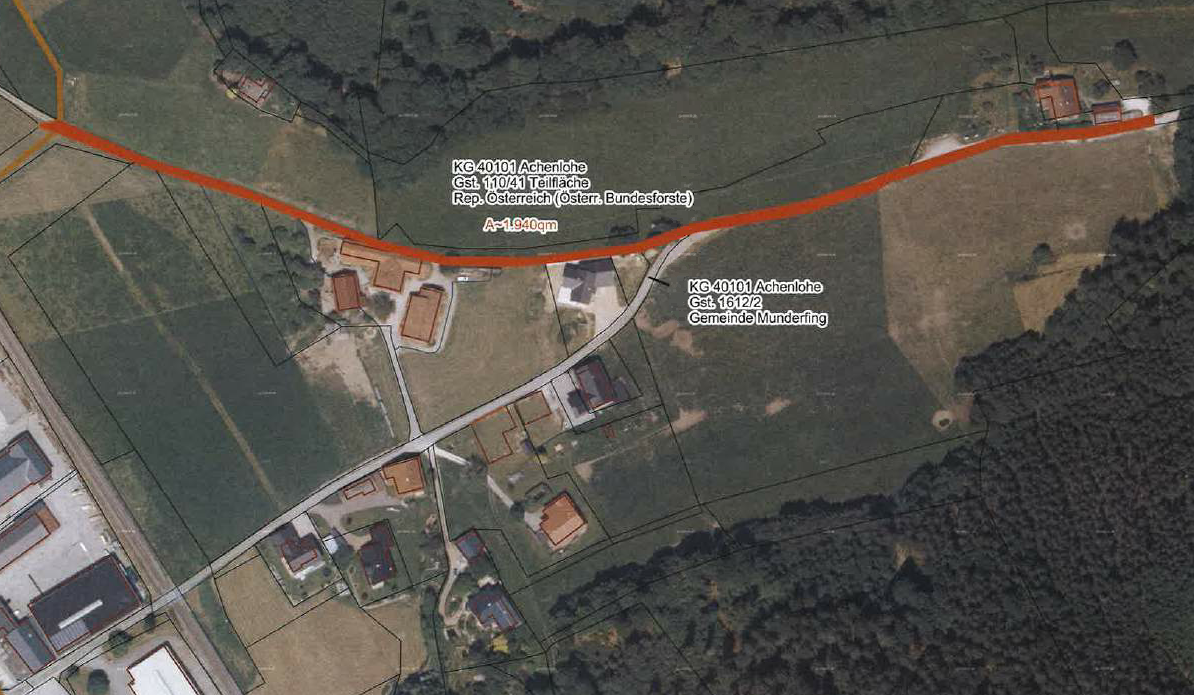 KG 40101 Achenlohe
Gst. 110/41 Teilfläche
Rep. Österreich (Österr. Bundesforste)
A~1.940qm
KG 40101 Achenlohe
Gst. 1612/2
Gemeinde Munderfing